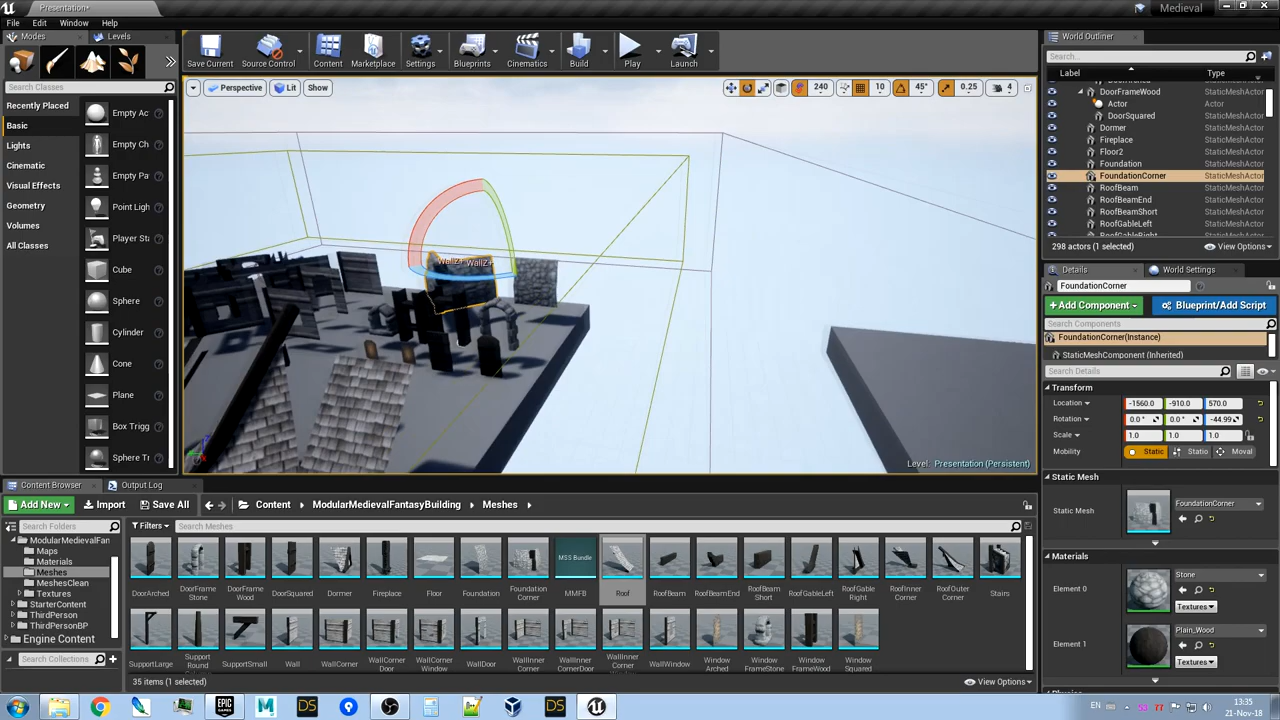 Presentation*
Medieval
File Edit Window Help
Modes Levels
World Outliner
Save Current Source Control Content Marketplace Settings Blueprints Cinematics Build Play Launch
Search Classes
Search...
Label Type
Recently Placed
Basic
Lights
Cinematic
Visual Effects
Geometry
Volumes
All Classes
Empty Ac
Empty Ch
Empty Pa
Point Ligh
Player Sta
Cube
Sphere
Cylinder
Cone
Plane
Box Trigg
Sphere Tr
Perspective Lit Show 240 10 45° 0.25 4
Level: Presentation (Persistent)
DoorFrameWood StaticMeshActor
Actor Actor
DoorSquared StaticMeshActor
Dormer StaticMeshActor
Fireplace StaticMeshActor
Floor2 StaticMeshActor
Foundation StaticMeshActor
FoundationCorner StaticMeshActor
RoofBeam StaticMeshActor
RoofBeamEnd StaticMeshActor
RoofBeamShort StaticMeshActor
RoofGableLeft StaticMeshActor
RoofGableRight StaticMeshActor
298 actors (1 selected) View Options
Details World Settings
FoundationCorner
Add Component Blueprint/Add Script
Search Components
FoundationCorner(Instance)
StaticMeshComponent (Inherited)
Search Details
Transform
Location -1560.0 -910.0 570.0
Rotation 0.0 ° 0.0 ° -44.99
Scale 1.0 1.0 1.0
Mobility Static Statio Moval
Static Mesh
Static Mesh FoundationCorner
Materials
Element 0 Stone
Textures
Element 1 Plain_Wood
Textures
Content Browser Output Log
Add New Import Save All Content ModularMedievalFantasyBuilding Meshes
Search Folders
Filters Search Meshes
ModularMedievalFan
Maps
Materials
Meshes
MeshesClean
Textures
StarterContent
ThirdPerson
ThirdPersonBP
Engine Content
Search Collections
MSS Bundle
DoorArched
DoorFrame Stone
DoorFrame Wood
DoorSquared
Dormer
Fireplace
Floor
Foundation
Foundation Corner
MMFB
Roof
RoofBeam
RoofBeamEnd
RoofBeam Short
RoofGableLeft
RoofGable Right
RoofInner Corner
RoofOuter Corner
Stairs
SupportLarge
Support Round
SupportSmall
Wall
WallCorner
WallCorner Door
WallCorner Window
WallDoor
WallInner Corner
WallInner CornerDoor
WallInner Corner
WallWindow
Window Arched
Window FrameStone
Window FrameWood
Window Squared
35 items (1 selected) View Options
EN 53 77 13:35
21-Nov-18